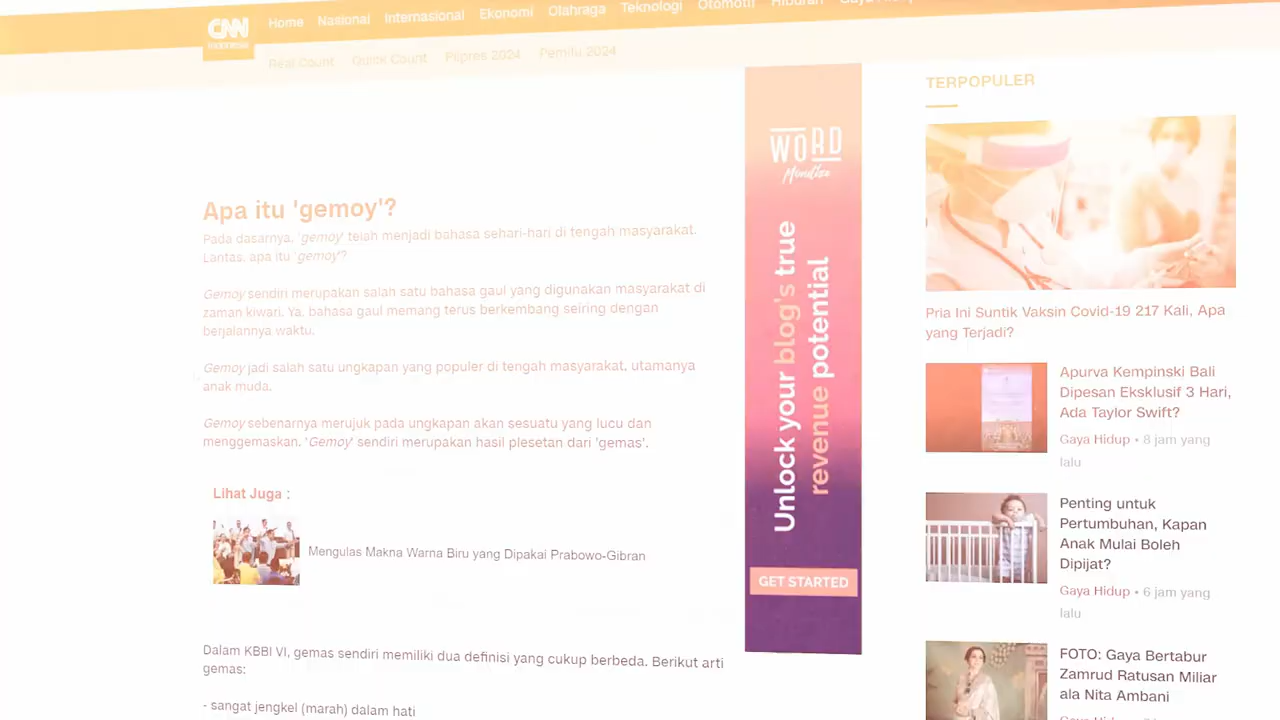 CNN
Indonesia
Home Nasional Internasional Ekonomi Olahraga Teknologi Otomotif Hiburan Gaya Hidup
Real Count Quick Count Pilpres 2024 Pemilu 2024
Apa itu 'gemoy'?
Pada dasarnya, 'gemoy' telah menjadi bahasa sehari-hari di tengah masyarakat.
Lantas, apa itu 'gemoy'?
Gemoy sendiri merupakan salah satu bahasa gaul yang digunakan masyarakat di
zaman kiwari. Ya, bahasa gaul memang terus berkembang seiring dengan
berjalannya waktu.
Gemoy jadi salah satu ungkapan yang populer di tengah masyarakat, utamanya
anak muda.
Gemoy sebenarnya merujuk pada ungkapan akan sesuatu yang lucu dan
menggemaskan. 'Gemoy' sendiri merupakan hasil plesetan dari 'gemas'.
Lihat Juga :
Mengulas Makna Warna Biru yang Dipakai Prabowo-Gibran
Dalam KBBI VI, gemas sendiri memiliki dua definisi yang cukup berbeda. Berikut arti
gemas:
- sangat jengkel (marah) dalam hati
WORD
Monetize
Unlock your blog's true
revenue potential
GET STARTED
TERPOPULER
Pria Ini Suntik Vaksin Covid-19 217 Kali, Apa
yang Terjadi?
Apurva Kempinski Bali
Dipesan Eksklusif 3 Hari,
Ada Taylor Swift?
Gaya Hidup • 8 jam yang
lalu
Penting untuk
Pertumbuhan, Kapan
Anak Mulai Boleh
Dipijat?
Gaya Hidup • 6 jam yang
lalu
FOTO: Gaya Bertabur
Zamrud Ratusan Miliar
ala Nita Ambani